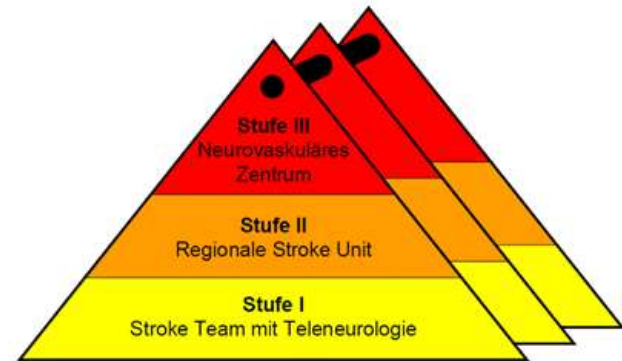 Stufe III
Neurovaskuläres
Zentrum
Stufe II
Regionale Stroke Unit
Stufe I
Stroke Team mit Teleneurologie